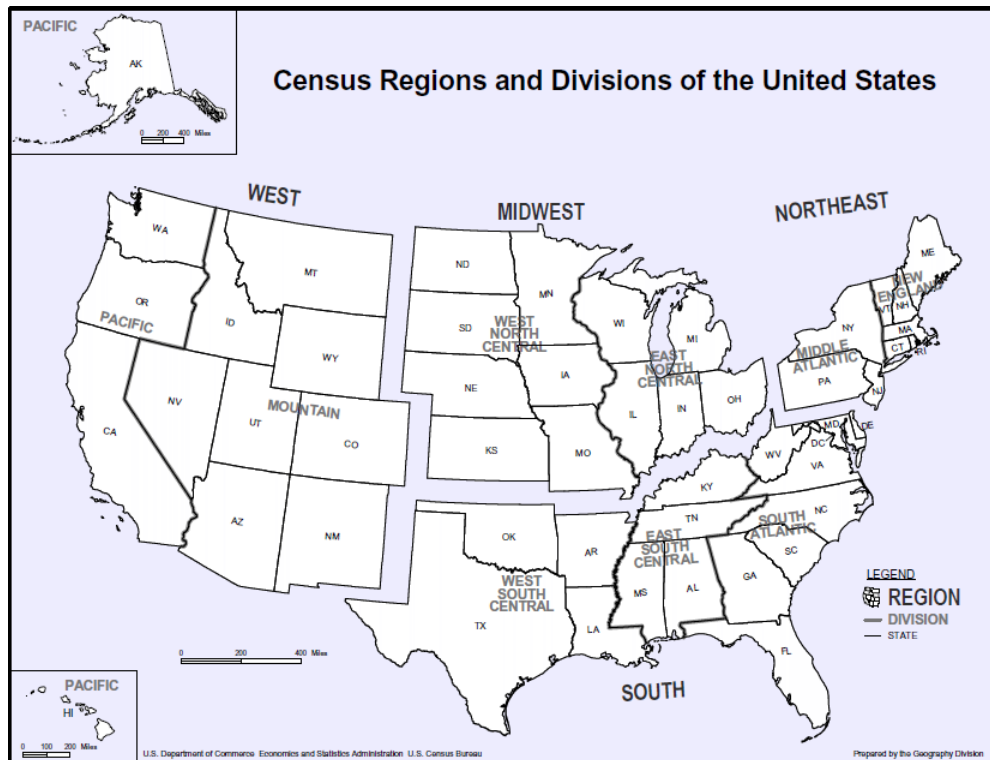 PACIFIC
AK
0 200 400 Miles
Census Regions and Divisions of the United States
WEST
MIDWEST
NORTHEAST
WA
MT
ND
MN
ME
OR
ID
SD
WI
MI
NY
VT
NH
NEW
ENGLAND
MA
CT
RI
PACIFIC
WY
WEST
NORTH
CENTRAL
EAST
NORTH
CENTRAL
MIDDLE
ATLANTIC
PA
NJ
NE
IA
NV
UT
MOUNTAIN
CO
CA
KS
MO
IL
IN
OH
WV
MD
DE
DC
VA
KY
AZ
NM
OK
AR
TN
NC
EAST
SOUTH
CENTRAL
SOUTH
ATLANTIC
SC
WEST
SOUTH
CENTRAL
MS
AL
GA
TX
LA
FL
LEGEND
REGION
DIVISION
STATE
0 200 400 Miles
SOUTH
PACIFIC
HI
0 100 200 Miles
U.S. Department of Commerce Economics and Statistics Administration U.S. Census Bureau
Prepared by the Geography Division